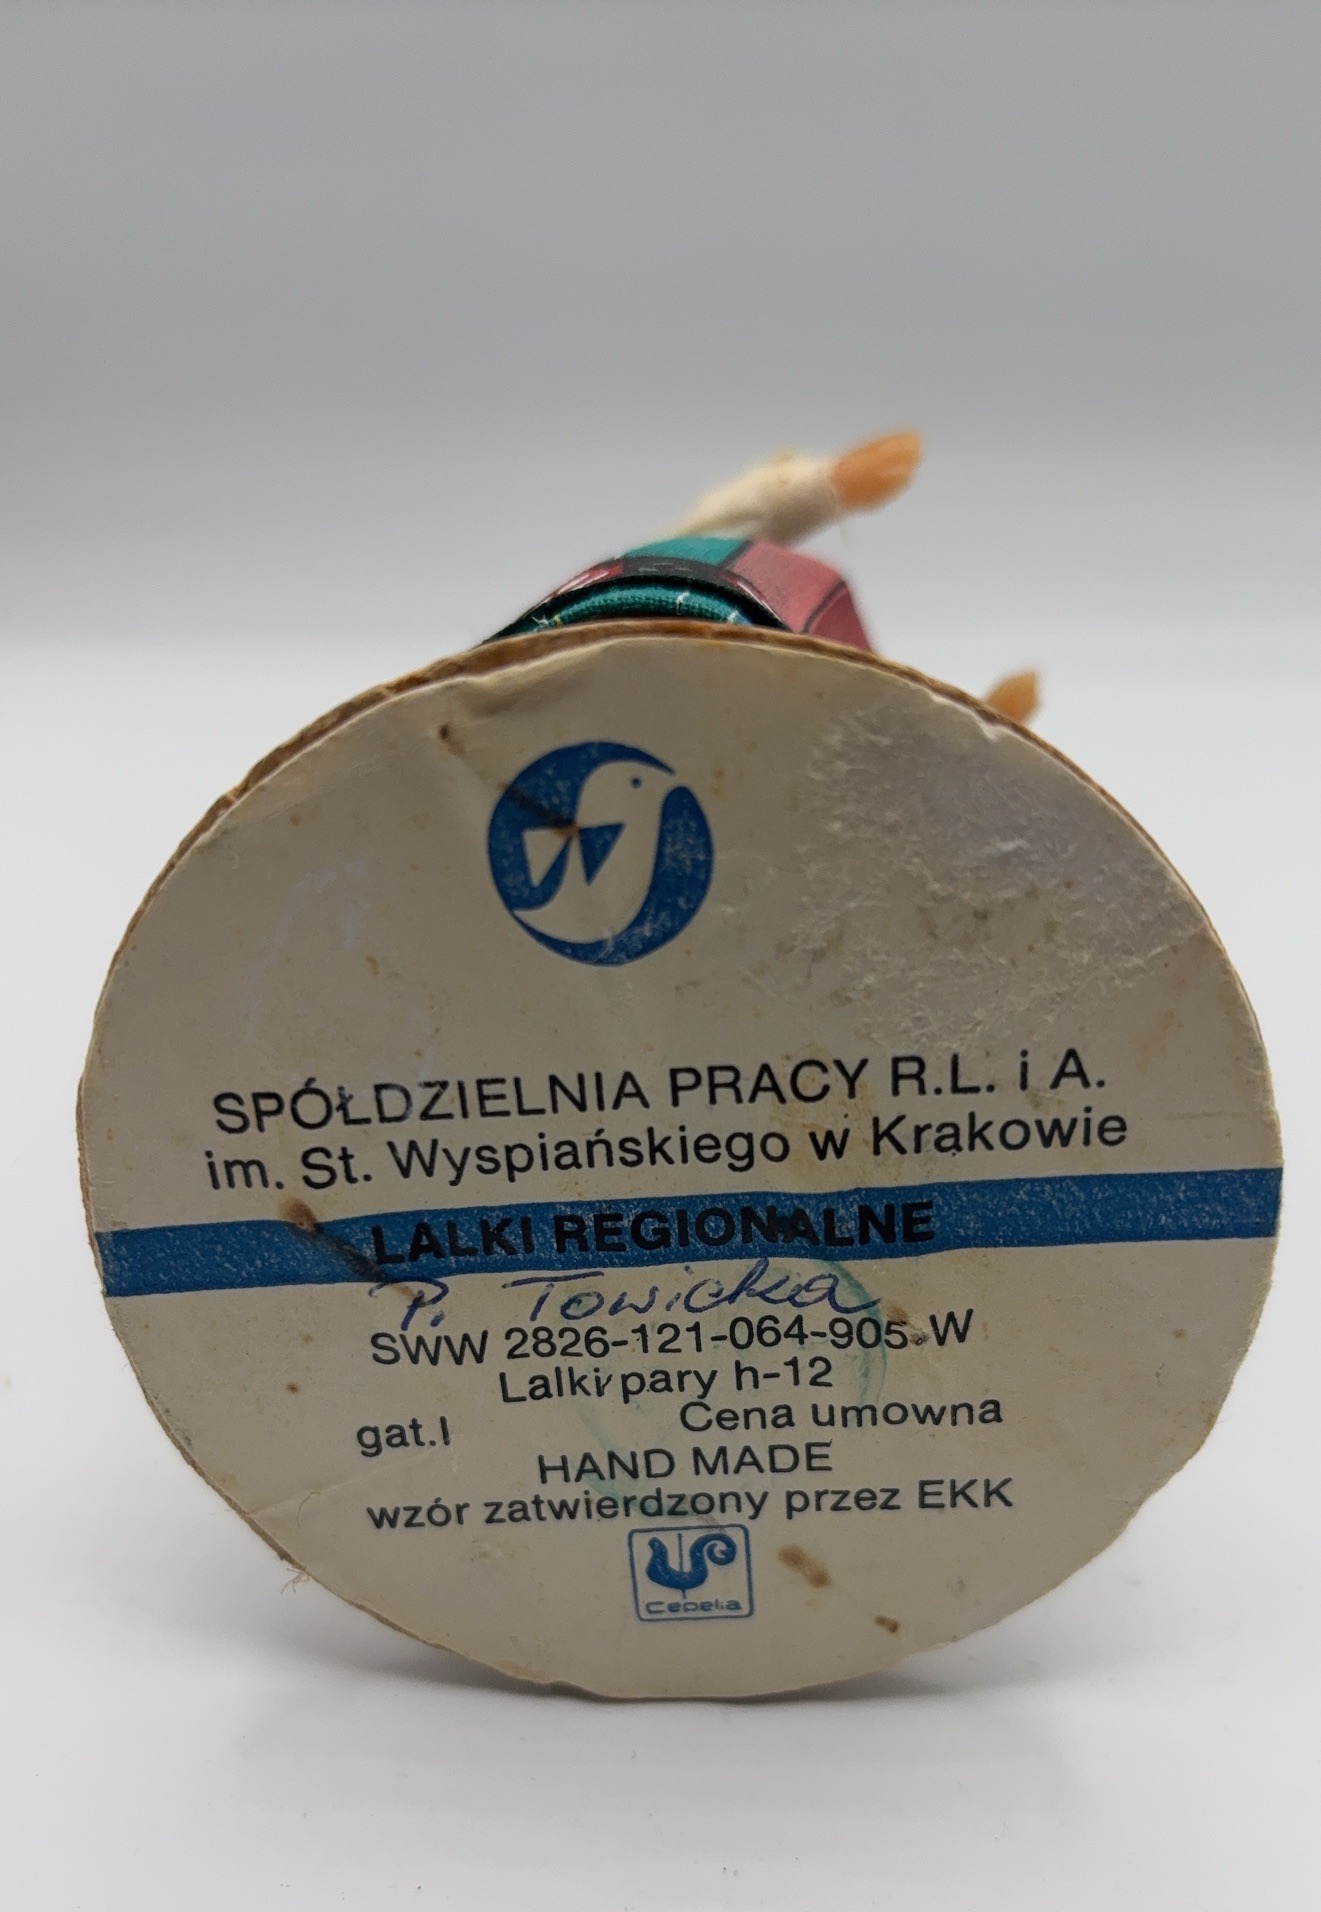 SPÓŁDZIELNIA PRACY R.L. i A.
im. St. Wyspiańskiego w Krakowie
LALKI REGIONALNE
P. Towicka
SWW 2826-121-064-905-W
Lalki pary h-12
gat.I Cena umowna
HAND MADE
wzór zatwierdzony przez EKK
Cepelia